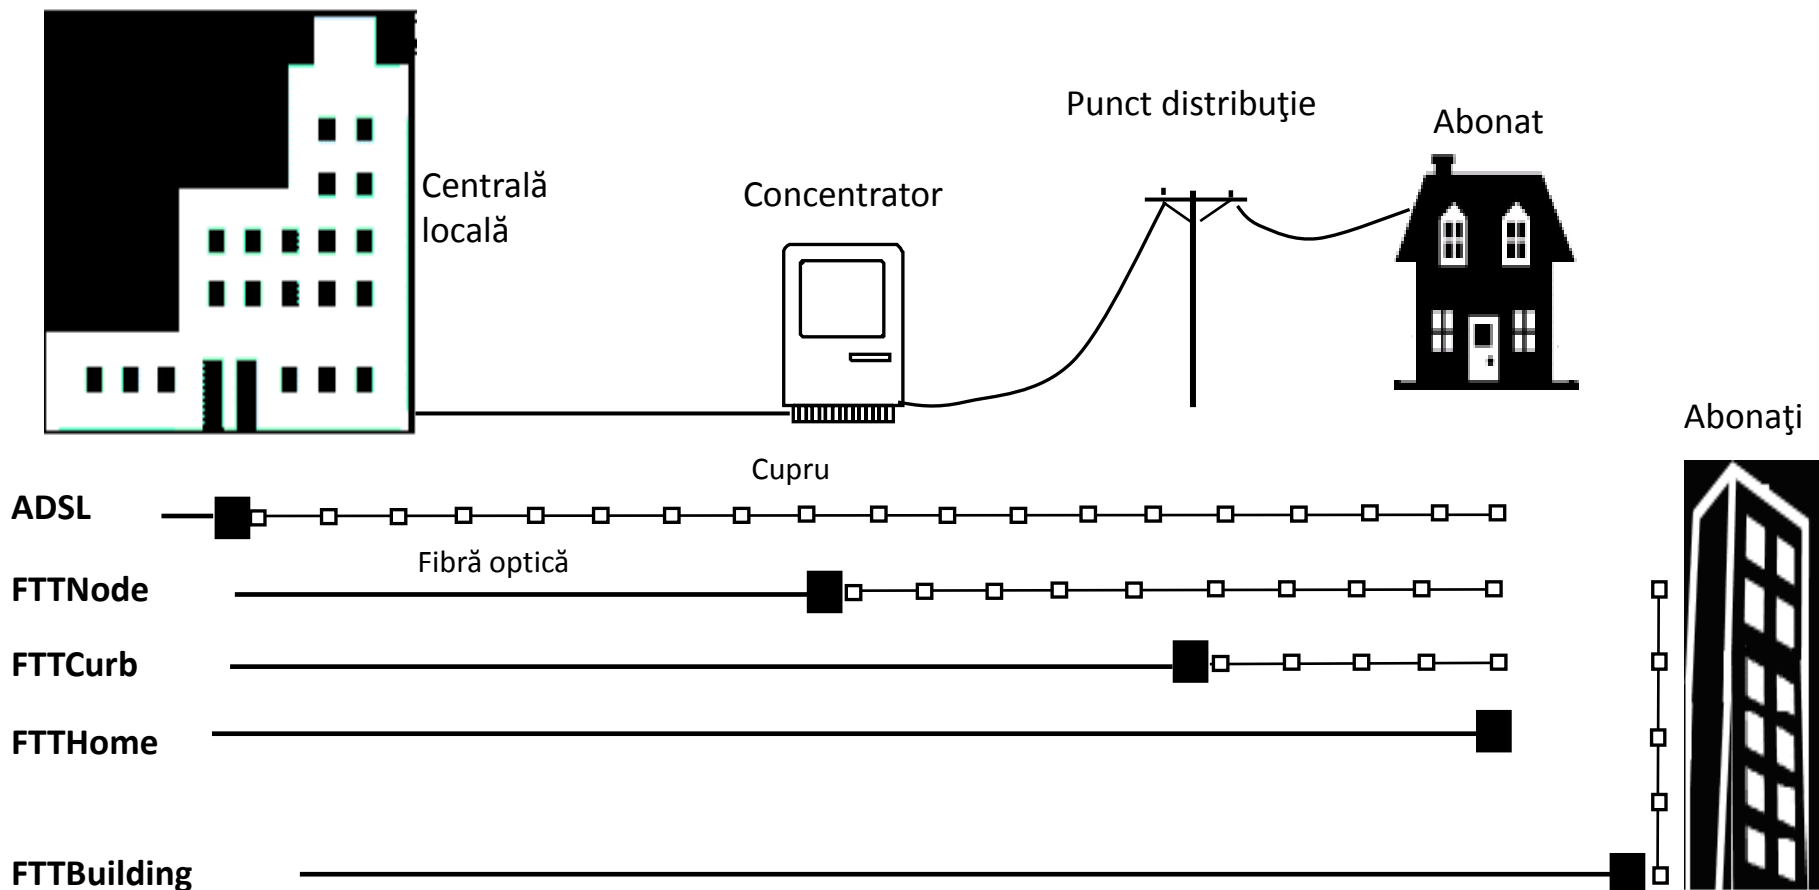 Punct distribuţie
Abonat
Centrală
locală
Concentrator
Abonaţi
Cupru
ADSL
Fibră optică
FTTNode
FTTCurb
FTTHome
FTTBuilding